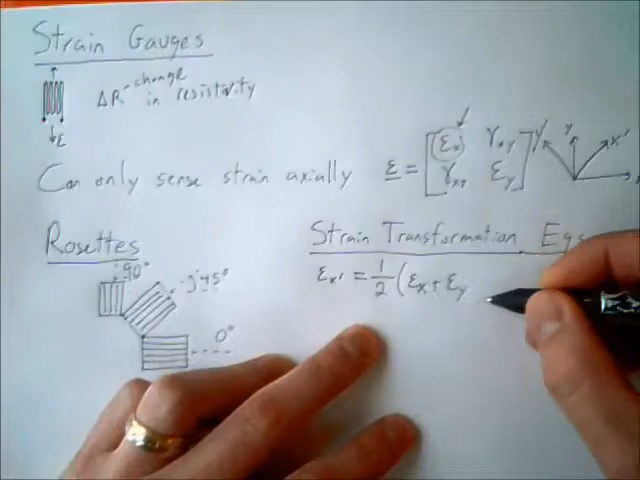 Strain Gauges
ΔR - change in resistivity
ε
Can only sense strain axially
ε = [εx γxy
γxy εy]
y' y x'
Rosettes
90°
45°
0°
Strain Transformation Eqs
εx' = 1/2 (εx + εy